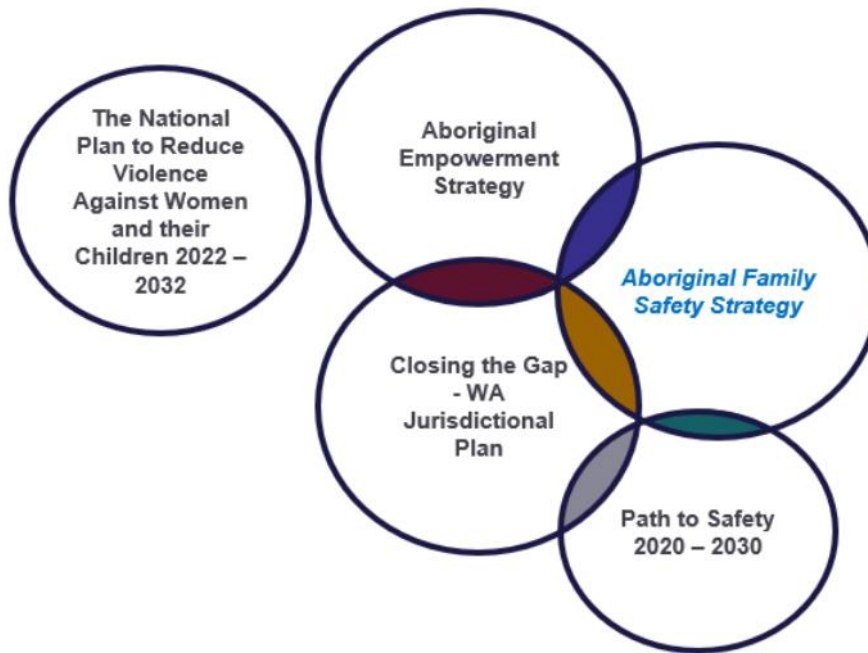 The National
Plan to Reduce
Violence
Against Women
and their
Children 2022 –
2032
Aboriginal
Empowerment
Strategy
Aboriginal Family
Safety Strategy
Closing the Gap
- WA
Jurisdictional
Plan
Path to Safety
2020 – 2030